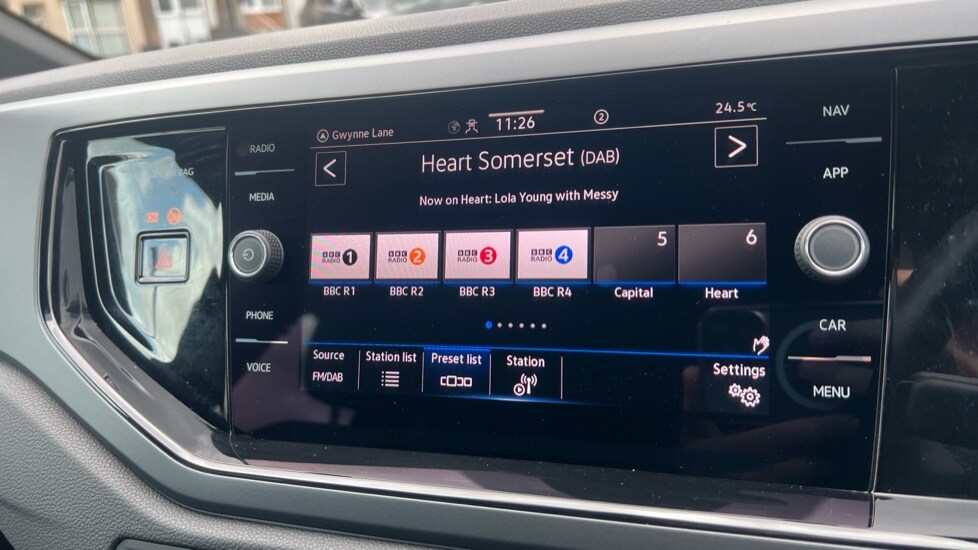 RADIO
MEDIA
PHONE
VOICE
Gwynne Lane
11:26
2
24.5°C
<
Heart Somerset (DAB)
>
Now on Heart: Lola Young with Messy
BBC RADIO 1
BBC RADIO 2
BBC RADIO 3
BBC RADIO 4
5
6
BBC R1
BBC R2
BBC R3
BBC R4
Capital
Heart
Source
FM/DAB
Station list
Preset list
Station
Settings
NAV
APP
CAR
MENU